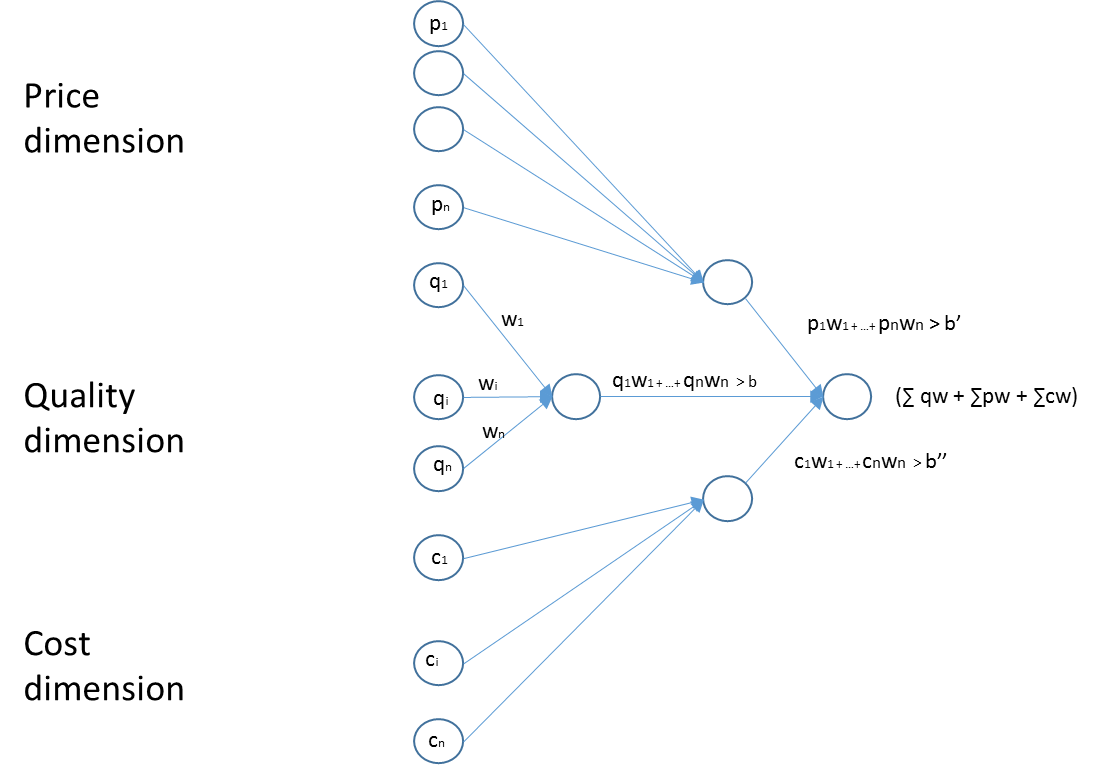 Price
dimension
p1
pn
q1
w1
p1w1+...+pnwn > b’
Quality
dimension
qi
wi
q1w1+...+qnwn > b
(∑ qw + ∑pw + ∑cw)
wn
qn
c1w1+...+cnwn > b’’
c1
Cost
dimension
ci
cn